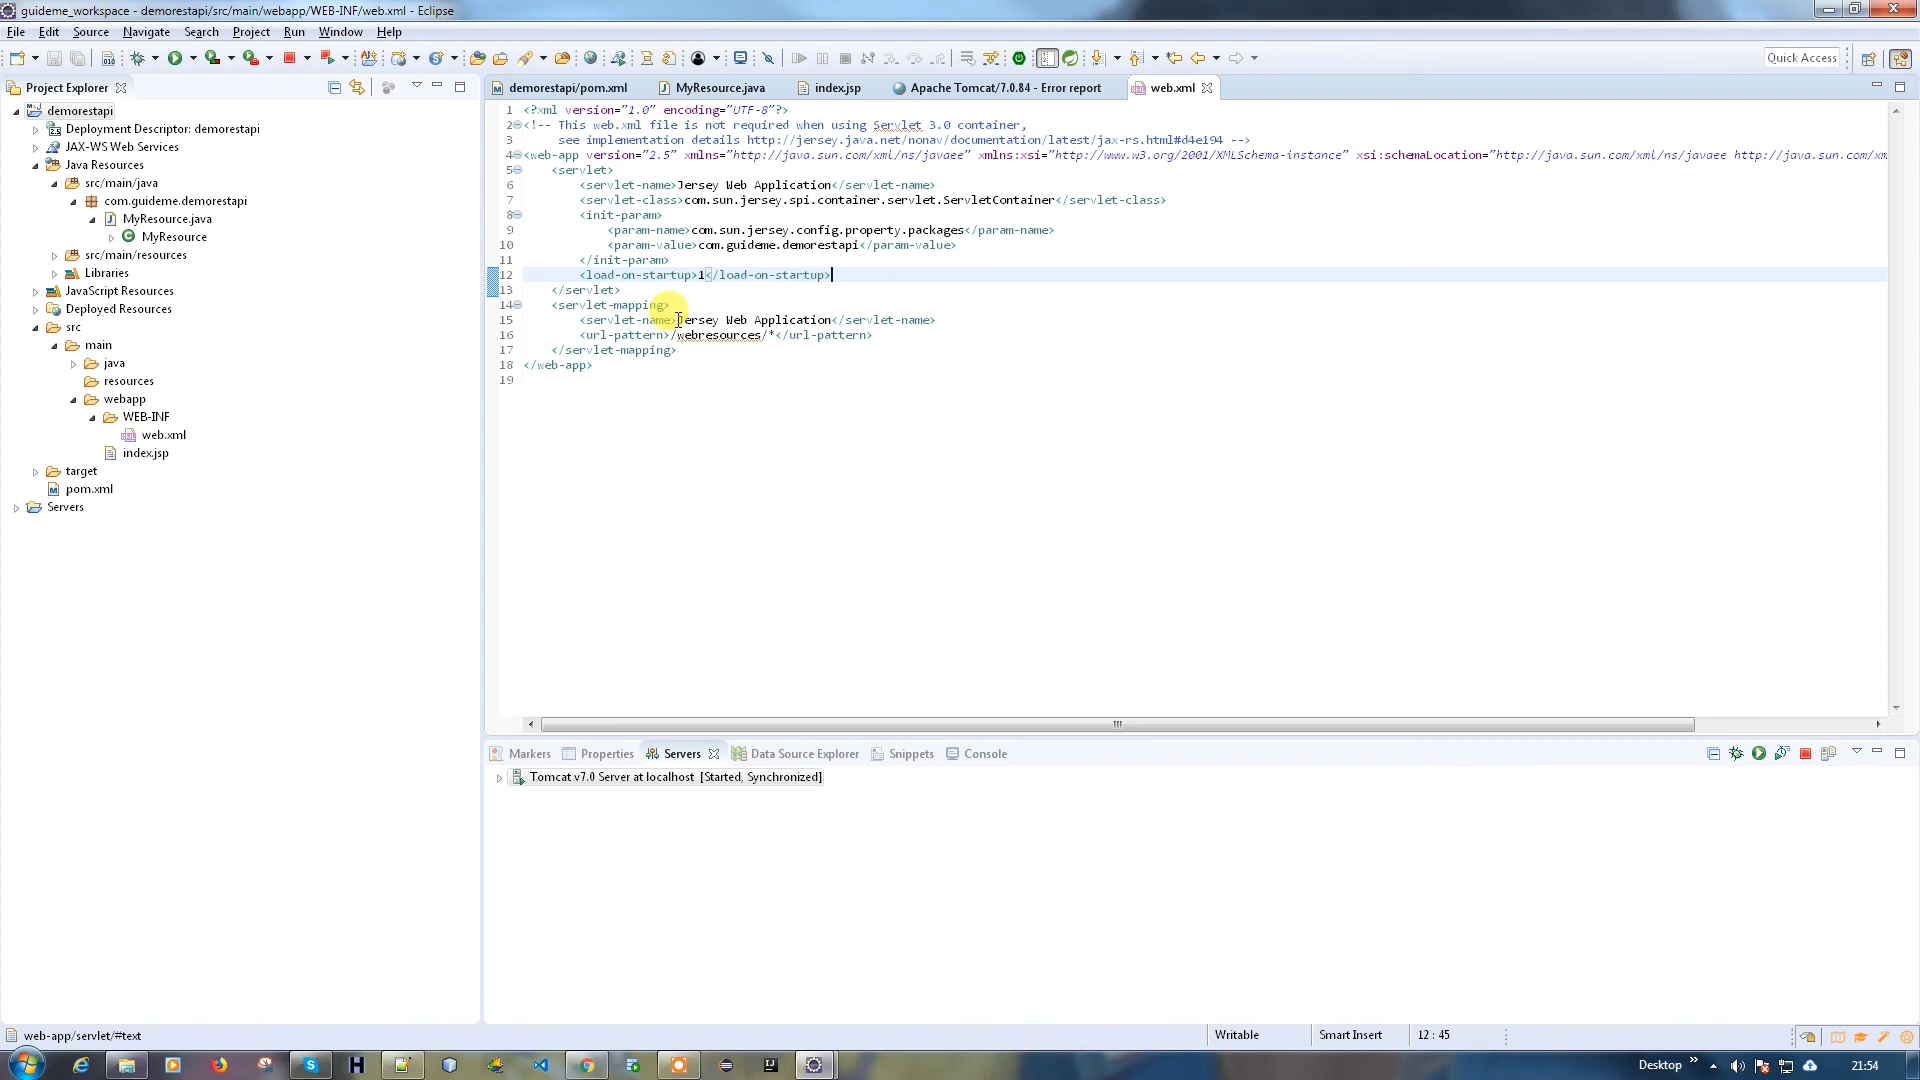 guideme_workspace - demorestapi/src/main/webapp/WEB-INF/web.xml - Eclipse
File Edit Source Navigate Search Project Run Window Help
Quick Access
Project Explorer
demorestapi
Deployment Descriptor: demorestapi
JAX-WS Web Services
Java Resources
src/main/java
com.guideme.demorestapi
MyResource.java
MyResource
src/main/resources
Libraries
JavaScript Resources
Deployed Resources
src
main
java
resources
webapp
WEB-INF
web.xml
index.jsp
target
pom.xml
Servers
demorestapi/pom.xml MyResource.java index.jsp Apache Tomcat/7.0.84 - Error report web.xml
1 <?xml version="1.0" encoding="UTF-8"?>
2 <!-- This web.xml file is not required when using Servlet 3.0 container,
3 see implementation details http://jersey.java.net/nonav/documentation/latest/jax-rs.html#d4e194 -->
4 <web-app version="2.5" xmlns="http://java.sun.com/xml/ns/javaee" xmlns:xsi="http://www.w3.org/2001/XMLSchema-instance" xsi:schemaLocation="http://java.sun.com/xml/ns/javaee http://java.sun.com/xm
5 <servlet>
6 <servlet-name>Jersey Web Application</servlet-name>
7 <servlet-class>com.sun.jersey.spi.container.servlet.ServletContainer</servlet-class>
8 <init-param>
9 <param-name>com.sun.jersey.config.property.packages</param-name>
10 <param-value>com.guideme.demorestapi</param-value>
11 </init-param>
12 <load-on-startup>1</load-on-startup>
13 </servlet>
14 <servlet-mapping>
15 <servlet-name>Jersey Web Application</servlet-name>
16 <url-pattern>/webresources/*</url-pattern>
17 </servlet-mapping>
18 </web-app>
19
Markers Properties Servers Data Source Explorer Snippets Console
Tomcat v7.0 Server at localhost [Started, Synchronized]
web-app/servlet/#text Writable Smart Insert 12 : 45
Desktop 21:54